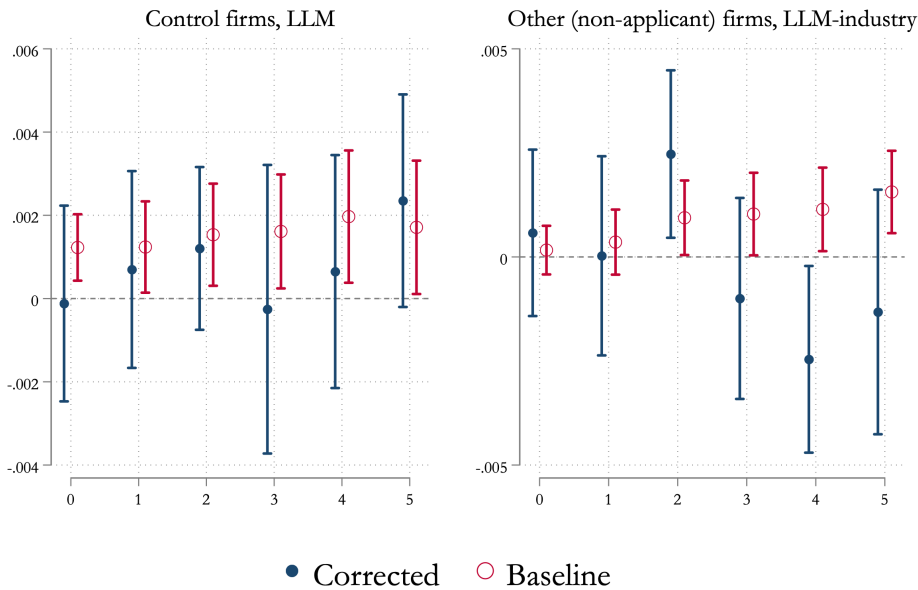 Control firms, LLM
.006
.004
.002
0
-.002
-.004
0 1 2 3 4 5
Other (non-applicant) firms, LLM-industry
.005
0
-.005
0 1 2 3 4 5
Corrected Baseline